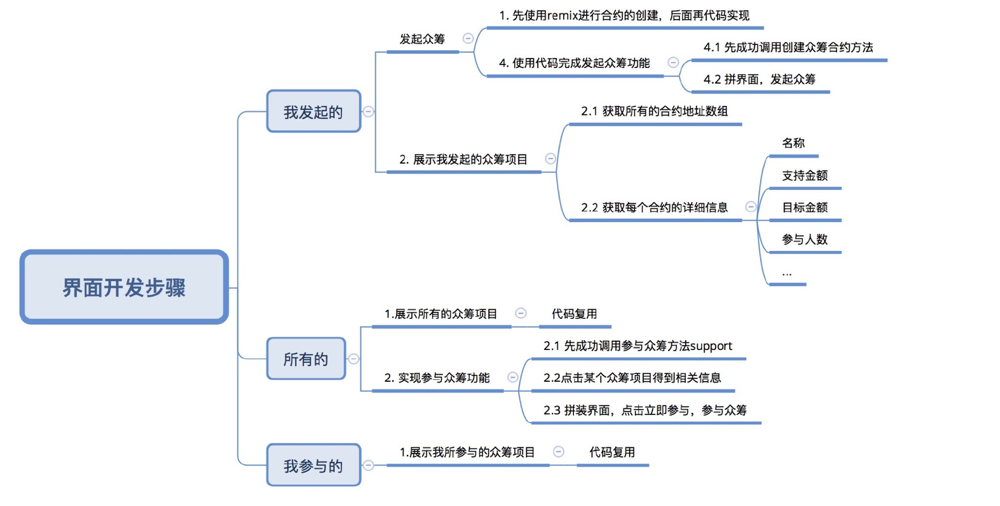 界面开发步骤
我发起的
发起众筹
1. 先使用remix进行合约的创建，后面再代码实现
4. 使用代码完成发起众筹功能
4.1 先成功调用创建众筹合约方法
4.2 拼界面，发起众筹
2. 展示我发起的众筹项目
2.1 获取所有的合约地址数组
2.2 获取每个合约的详细信息
名称
支持金额
目标金额
参与人数
...
所有的
1.展示所有的众筹项目
代码复用
2. 实现参与众筹功能
2.1 先成功调用参与众筹方法support
2.2点击某个众筹项目得到相关信息
2.3 拼装界面，点击立即参与，参与众筹
我参与的
1.展示我所参与的众筹项目
代码复用